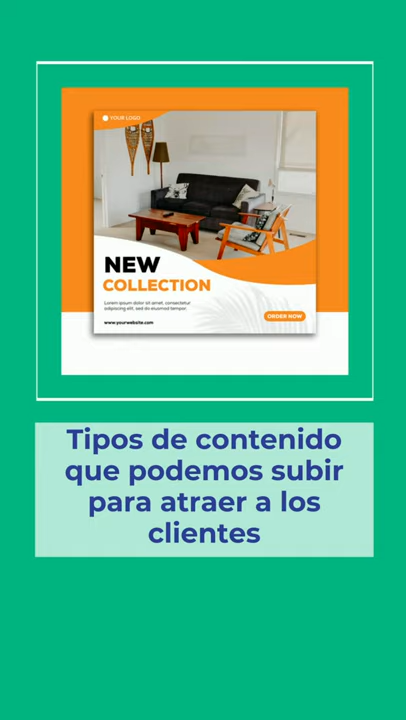 YOUR LOGO
NEW
COLLECTION
Lorem ipsum dolor sit amet, consectetur
adipiscing elit, sed do eiusmod tempor.
www.yourwebsite.com
ORDER NOW
Tipos de contenido
que podemos subir
para atraer a los
clientes